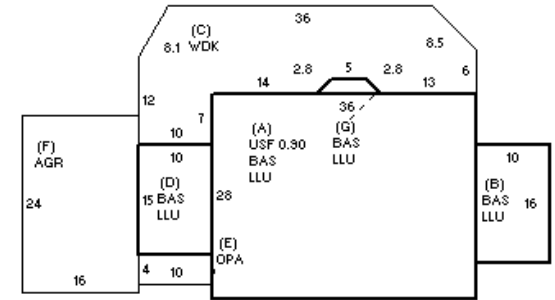 36
(C)
8.1 WDK
8.5
14
2.8
5
2.8
13
6
12
7
36
10
(F)
AGR
10
(A)
USF 0.90
BAS
LLU
(G)
BAS
LLU
10
(D)
15 BAS
LLU
28
(B)
BAS
LLU
16
24
(E)
OPA
4
10
16